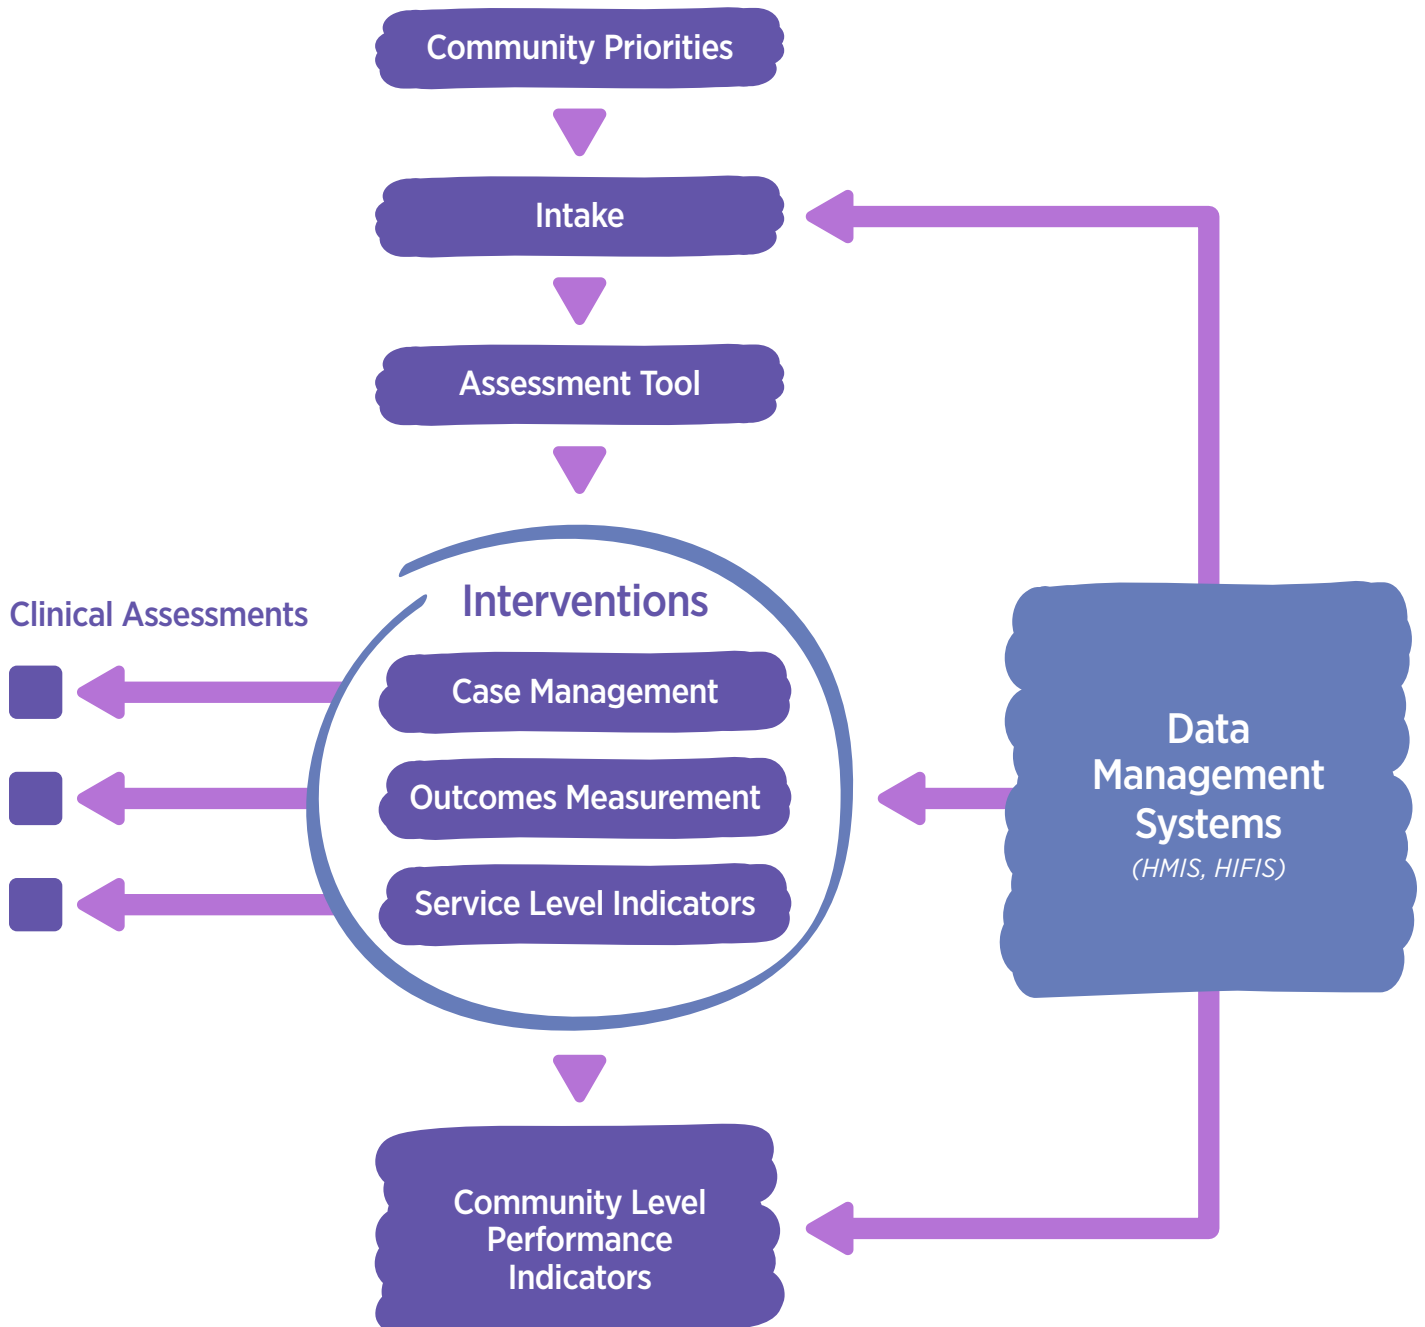 Community Priorities
Intake
Assessment Tool
Interventions
Clinical Assessments
Case Management
Outcomes Measurement
Service Level Indicators
Data
Management
Systems
(HMIS, HIFIS)
Community Level
Performance
Indicators